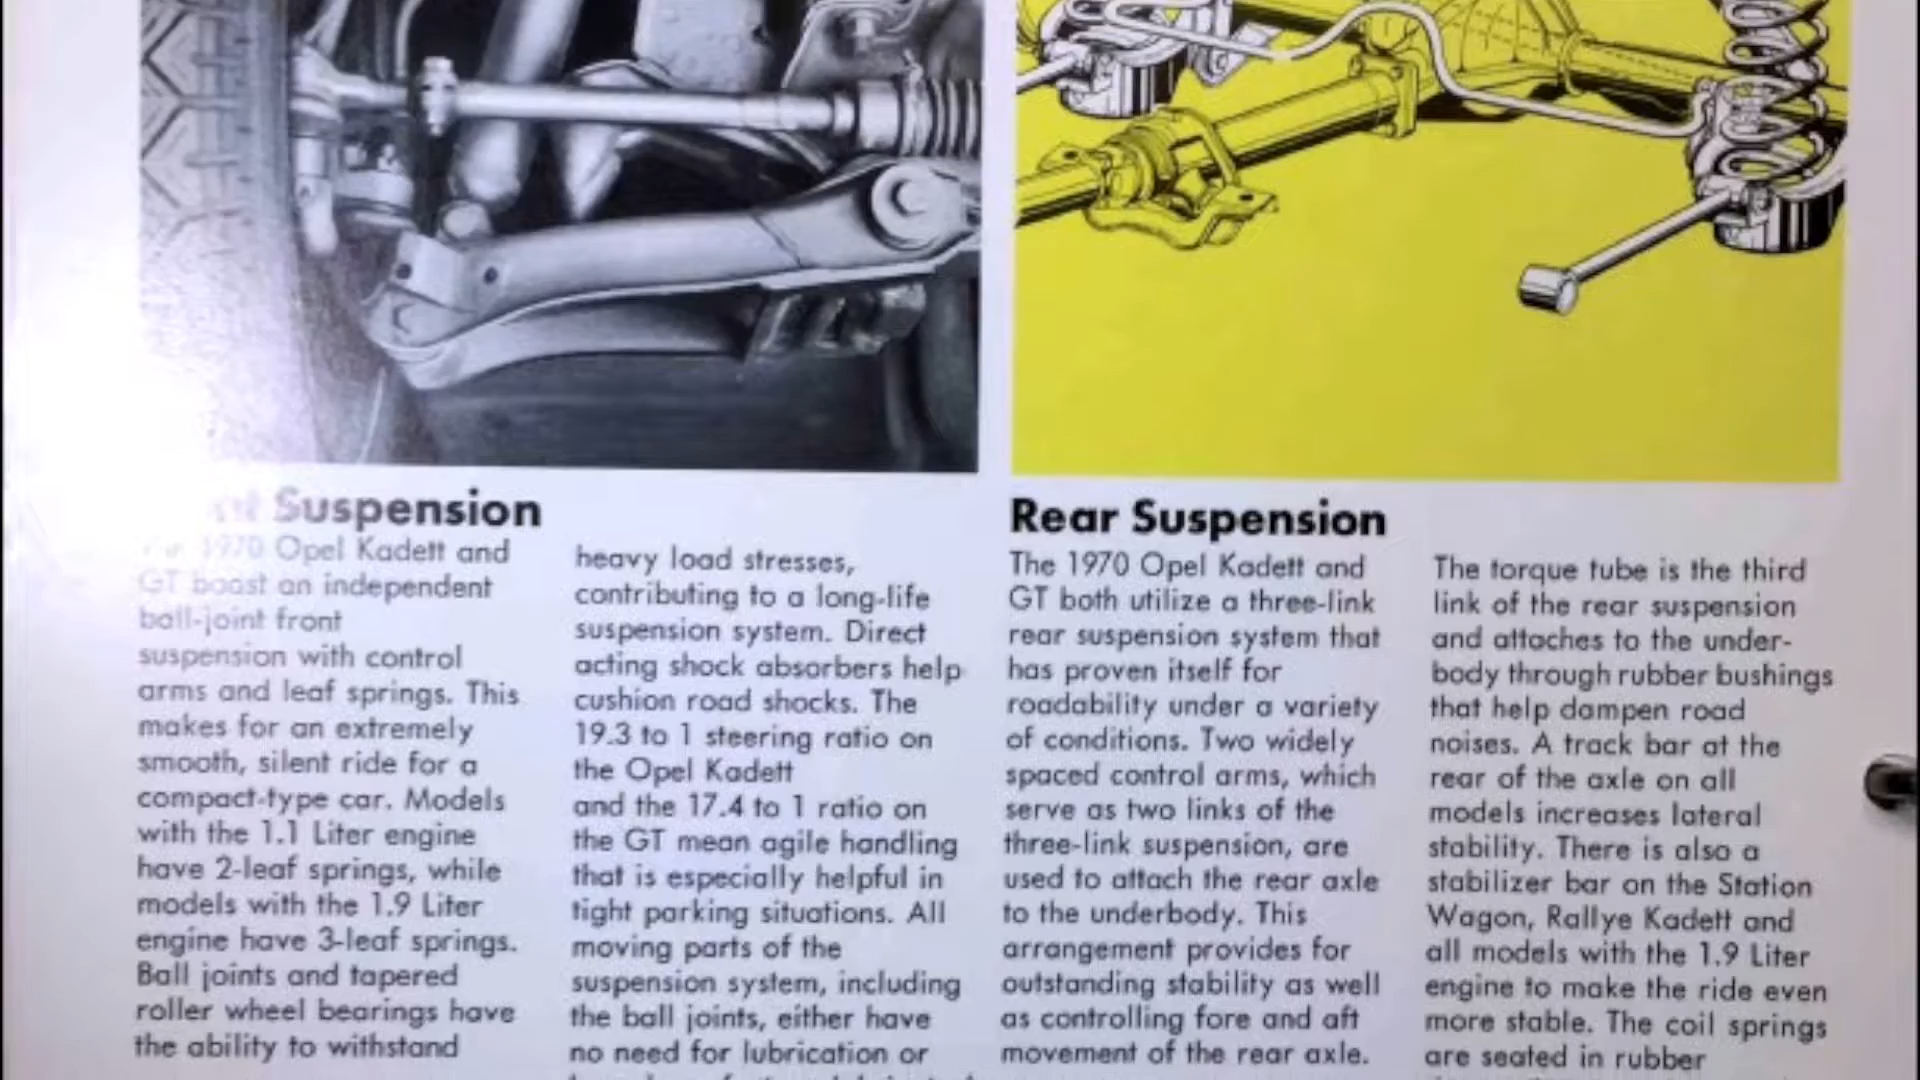 Suspension
1970 Opel Kadett and
GT boast an independent
ball-joint front
suspension with control
arms and leaf springs. This
makes for an extremely
smooth, silent ride for a
compact-type car. Models
with the 1.1 Liter engine
have 2-leaf springs, while
models with the 1.9 Liter
engine have 3-leaf springs.
Ball joints and tapered
roller wheel bearings have
the ability to withstand
heavy load stresses,
contributing to a long-life
suspension system. Direct
acting shock absorbers help
cushion road shocks. The
19.3 to 1 steering ratio on
the Opel Kadett
and the 17.4 to 1 ratio on
the GT mean agile handling
that is especially helpful in
tight parking situations. All
moving parts of the
suspension system, including
the ball joints, either have
no need for lubrication or
Rear Suspension
The 1970 Opel Kadett and
GT both utilize a three-link
rear suspension system that
has proven itself for
roadability under a variety
of conditions. Two widely
spaced control arms, which
serve as two links of the
three-link suspension, are
used to attach the rear axle
to the underbody. This
arrangement provides for
outstanding stability as well
as controlling fore and aft
movement of the rear axle.
The torque tube is the third
link of the rear suspension
and attaches to the under-
body through rubber bushings
that help dampen road
noises. A track bar at the
rear of the axle on all
models increases lateral
stability. There is also a
stabilizer bar on the Station
Wagon, Rallye Kadett and
all models with the 1.9 Liter
engine to make the ride even
more stable. The coil springs
are seated in rubber